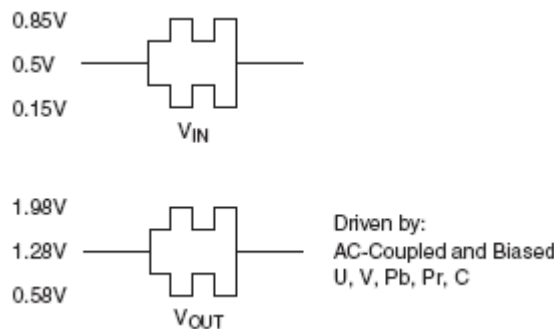 0.85V
0.5V
0.15V
VIN
1.98V
1.28V
0.58V
VOUT
Driven by:
AC-Coupled and Biased
U, V, Pb, Pr, C